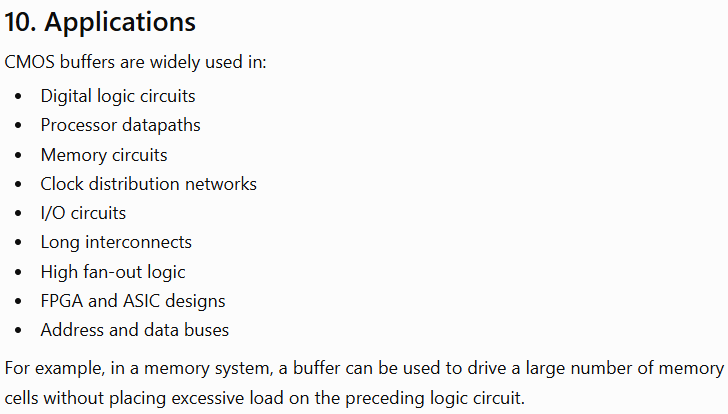 10. Applications
CMOS buffers are widely used in:
• Digital logic circuits
• Processor datapaths
• Memory circuits
• Clock distribution networks
• I/O circuits
• Long interconnects
• High fan-out logic
• FPGA and ASIC designs
• Address and data buses
For example, in a memory system, a buffer can be used to drive a large number of memory
cells without placing excessive load on the preceding logic circuit.